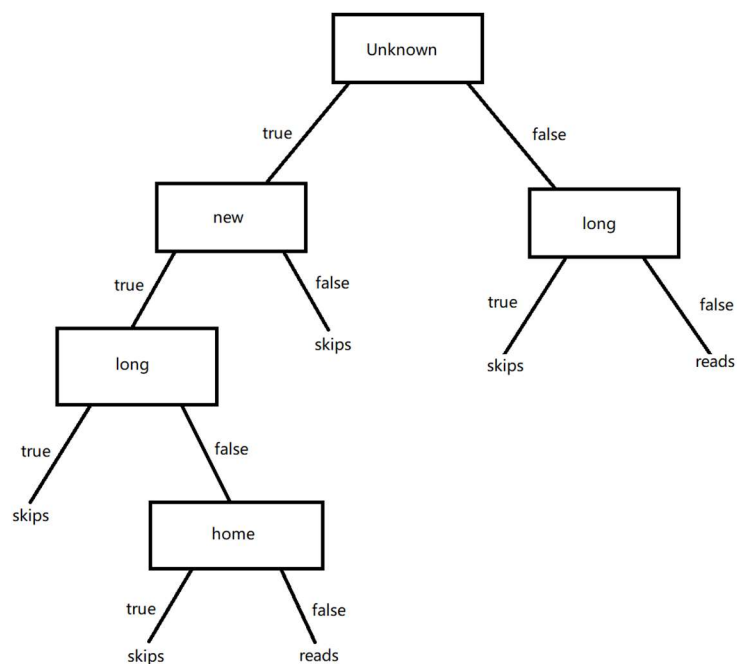 Unknown
true
false
new
long
true
false
true
false
long
skips
skips
reads
true
false
skips
home
true
false
skips
reads